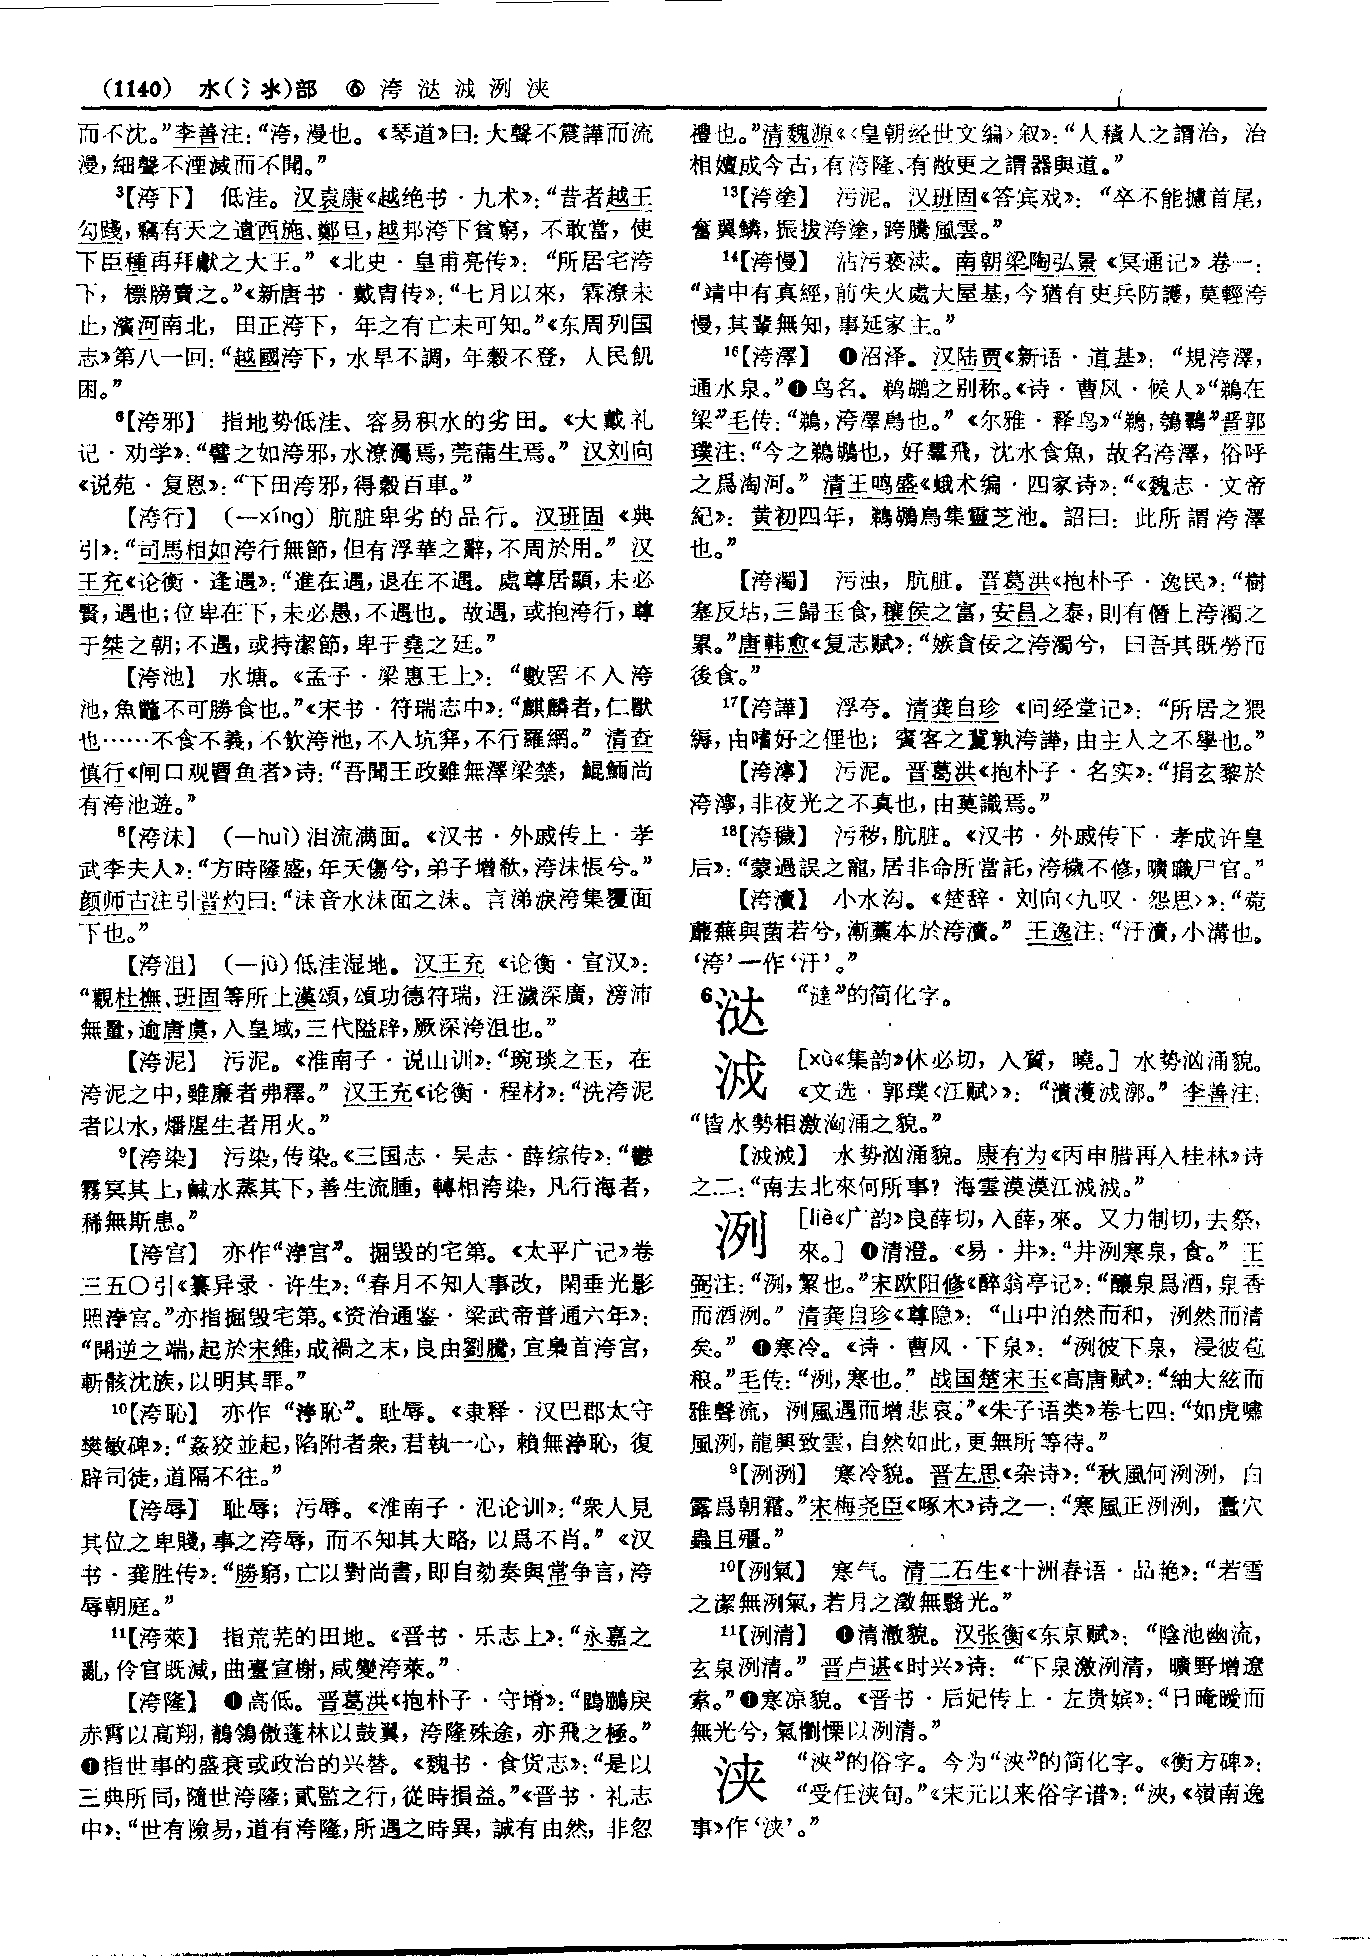 (1140) 水(氵氺)部 ⑥ 洿 泧 洌 浃
而不沈。”李善注：“洿，漫也。《琴道》曰：大聲不震譁而流
漫，細聲不湮滅而不聞。”
³【洿下】 低洼。汉袁康《越绝书·九术》：“昔者越王
勾踐，竊有天之遺西施、鄭旦，越邦洿下貧窮，不敢當，使
下臣種再拜獻之大王。”《北史·皇甫亮传》：“所居宅洿
下，標牓賣之。”《新唐书·戴胄传》：“七月以來，霖潦未
止，濱河南北，田正洿下，年之有亡未可知。”《东周列国
志》第八一回：“越國洿下，水旱不調，年穀不登，人民飢
困。”
⁶【洿邪】 指地势低洼、容易积水的劣田。《大戴礼
记·劝学》：“譬之如洿邪，水潦灟焉，莞蒲生焉。”汉刘向
《说苑·复恩》：“下田洿邪，得穀百車。”
【洿行】 (—xíng) 肮脏卑劣的品行。汉班固《典
引》：“司馬相如洿行無節，但有浮華之辭，不周於用。”汉
王充《论衡·逢遇》：“進在遇，退在不遇。處尊居顯，未必
賢，遇也；位卑在下，未必愚，不遇也。故遇，或抱洿行，尊
于桀之朝；不遇，或持潔節，卑于堯之廷。”
【洿池】 水塘。《孟子·梁惠王上》：“數罟不入洿
池，魚鼈不可勝食也。”《宋书·符瑞志中》：“麒麟者，仁獸
也……不食不義，不飲洿池，不入坑穽，不行羅網。”清查
慎行《闸口观罾鱼者》诗：“吾聞王政雖無澤梁禁，鯤鮞尚
有洿池遊。”
⁸【洿沬】 (—huì)泪流满面。《汉书·外戚传上·孝
武李夫人》：“方時隆盛，年夭傷兮，弟子增欷，洿沬悵兮。”
颜师古注引晋灼曰：“沬音水沬面之沬。言涕淚洿集覆面
下也。”
【洿沮】 (—jù)低洼湿地。汉王充《论衡·宣汉》：
“觀杜撫、班固等所上漢頌，頌功德符瑞，汪濊深廣，滂沛
無量，逾唐虞，入皇域，三代隘辟，厥深洿沮也。”
【洿泥】 污泥。《淮南子·说山训》：“琬琰之玉，在
洿泥之中，雖廉者弗釋。”汉王充《论衡·程材》：“洗洿泥
者以水，燔腥生者用火。”
⁹【洿染】 污染，传染。《三国志·吴志·薛综传》：“鬱
霧冥其上，鹹水蒸其下，善生流腫，轉相洿染，凡行海者，
稀無斯患。”
【洿宫】 亦作“洿宫”。掘毁的宅第。《太平广记》卷
三五〇引《纂异录·许生》：“春月不知人事改，閑垂光影
照洿宫。”亦指掘毁宅第。《资治通鉴·梁武帝普通六年》：
“開逆之端，起於宋維，成禍之末，良由劉騰，宜梟首洿宫，
斬骸沈族，以明其罪。”
¹⁰【洿恥】 亦作“洿恥”。耻辱。《隶释·汉巴郡太守
樊敏碑》：“姦狡並起，陷附者衆，君執一心，賴無洿恥，復
辟司徒，道隔不往。”
【洿辱】 耻辱；污辱。《淮南子·氾论训》：“衆人見
其位之卑賤，事之洿辱，而不知其大略，以爲不肖。”《汉
书·龚胜传》：“勝窮，亡以對尚書，即自劾奏與常争言，洿
辱朝庭。”
¹¹【洿萊】 指荒芜的田地。《晋书·乐志上》：“永嘉之
亂，伶官既減，曲臺宣榭，咸變洿萊。”
【洿隆】 ❶高低。晋葛洪《抱朴子·守塉》：“鵾鵬戾
赤霄以高翔，鶺鴒傲蓬林以鼓翼，洿隆殊途，亦飛之極。”
❶指世事的盛衰或政治的兴替。《魏书·食货志》：“是以
三典所同，隨世洿隆；貳監之行，從時損益。”《晋书·礼志
中》：“世有險易，道有洿隆，所遇之時異，誠有由然，非忽
禮也。”清魏源《〈皇朝经世文编〉叙》：“人積人之謂治，治
相嬗成今古，有洿隆、有敝更之謂器與道。”
¹³【洿塗】 污泥。汉班固《答宾戏》：“卒不能攄首尾，
奮翼鱗，振拔洿塗，跨騰風雲。”
¹⁴【洿慢】 沾污亵渎。南朝梁陶弘景《冥通记》卷一：
“靖中有真經，前失火處大屋基，今猶有吏兵防護，莫輕洿
慢，其輩無知，事延家主。”
¹⁶【洿澤】 ❶沼泽。汉陆贾《新语·道基》：“規洿澤，
通水泉。”❶鸟名。鹈鹕之别称。《诗·曹风·候人》“鵜在
梁”毛传：“鵜，洿澤鳥也。”《尔雅·释鸟》“鵜，鴮鸅”晋郭
璞注：“今之鵜鶘也，好羣飛，沈水食魚，故名洿澤，俗呼
之爲淘河。”清王鸣盛《蛾术编·四家诗》：“《魏志·文帝
紀》：黄初四年，鵜鶘鳥集靈芝池。詔曰：此所謂洿澤
也。”
【洿濁】 污浊，肮脏。晋葛洪《抱朴子·逸民》：“樹
塞反坫，三歸玉食，穰侯之富，安昌之泰，則有僭上洿濁之
累。”唐韩愈《复志赋》：“嫉貪佞之洿濁兮，曰吾其既勞而
後食。”
¹⁷【洿譁】 浮夸。清龚自珍《问经堂记》：“所居之猥
縟，由嗜好之俚也；賓客之冀執洿譁，由主人之不學也。”
【洿濘】 污泥。晋葛洪《抱朴子·名实》：“捐玄黎於
洿濘，非夜光之不真也，由莫識焉。”
¹⁸【洿穢】 污秽，肮脏。《汉书·外戚传下·孝成许皇
后》：“蒙過誤之寵，居非命所當託，洿穢不修，曠職尸官。”
【洿瀆】 小水沟。《楚辞·刘向〈九叹·怨思〉》：“菀
蘼蕪與菌若兮，漸藁本於洿瀆。”王逸注：“汙瀆，小溝也。
‘洿’一作‘汙’。”
⁶
𣳾 “澾”的简化字。
泧 [xù《集韵》休必切，入質，曉。] 水势汹涌貌。
《文选·郭璞〈江赋〉》：“潰濩泧漷。”李善注：
“皆水勢相激洶涌之貌。”
【泧泧】 水势汹涌貌。康有为《丙申腊再入桂林》诗
之二：“南去北來何所事？海雲漠漠江泧泧。”
洌 [liè《广韵》良薛切，入薛，來。又力制切，去祭，
來。] ❶清澄。《易·井》：“井洌寒泉，食。”王
弼注：“洌，絜也。”宋欧阳修《醉翁亭记》：“釀泉爲酒，泉香
而酒洌。”清龚自珍《尊隐》：“山中泊然而和，洌然而清
矣。”❶寒冷。《诗·曹风·下泉》：“洌彼下泉，浸彼苞
稂。”毛传：“洌，寒也。”战国楚宋玉《高唐赋》：“紬大絃而
雅聲流，洌風過而增悲哀。”《朱子语类》卷七四：“如虎嘯
風洌，龍興致雲，自然如此，更無所等待。”
⁹【洌洌】 寒冷貌。晋左思《杂诗》：“秋風何洌洌，白
露爲朝霜。”宋梅尧臣《啄木》诗之一：“寒風正洌洌，蠹穴
蟲且殭。”
¹⁰【洌氣】 寒气。清二石生《十洲春语·品艳》：“若雪
之潔無洌氣，若月之澂無翳光。”
¹¹【洌清】 ❶清澈貌。汉张衡《东京赋》：“陰池幽流，
玄泉洌清。”晋卢谌《时兴》诗：“下泉激洌清，曠野增遼
索。”❶寒凉貌。《晋书·后妃传上·左贵嫔》：“日晻曖而
無光兮，氣懰慄以洌清。”
浃 “浹”的俗字。今为“浹”的简化字。《衡方碑》：
“受任浃旬。”《宋元以来俗字谱》：“浹，《嶺南逸
事》作‘浃’。”